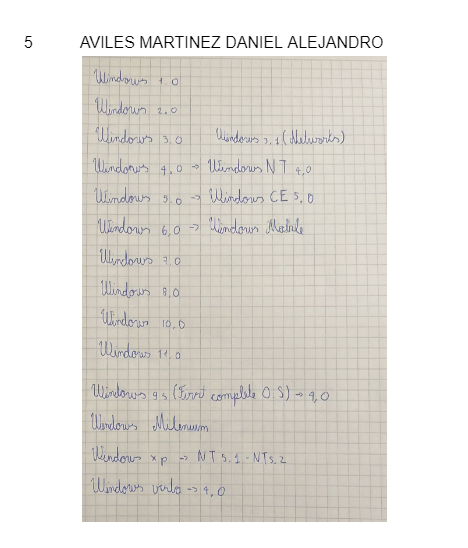 5 AVILES MARTINEZ DANIEL ALEJANDRO
Windows 1.0
Windows 2.0
Windows 3.0 Windows 3.1 (Networks)
Windows 4.0 -> Windows NT 4.0
Windows 5.0 -> Windows CE 5.0
Windows 6.0 -> Windows Mobile
Windows 7.0
Windows 8.0
Windows 10.0
Windows 11.0
Windows 95 (First complete O S) -> 4,0
Windows Milenium
Windows xp -> NT 5.1 - NT 5.2
Windows -> 4,0